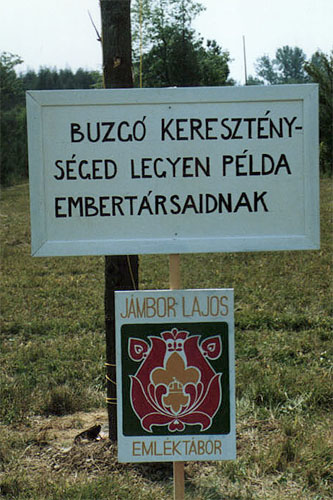 BUZGÓ KERESZTÉNY-
SÉGED LEGYEN PÉLDA
EMBERTÁRSAIDNAK
JÁMBOR LAJOS
EMLÉKTÁBOR